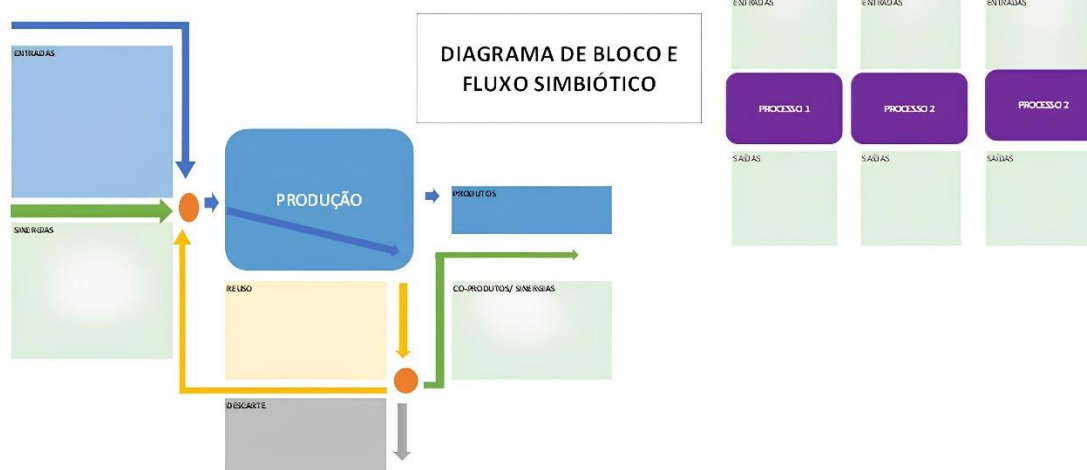 DIAGRAMA DE BLOCO E
FLUXO SIMBIÓTICO
ENTRADAS
SINERGIAS
PRODUÇÃO
PRODUTOS
REUSO
CO-PRODUTOS/ SINERGIAS
DESCARTE
ENTRADAS
ENTRADAS
ENTRADAS
PROCESSO 1
PROCESSO 2
PROCESSO 2
SAÍDAS
SAÍDAS
SAÍDAS